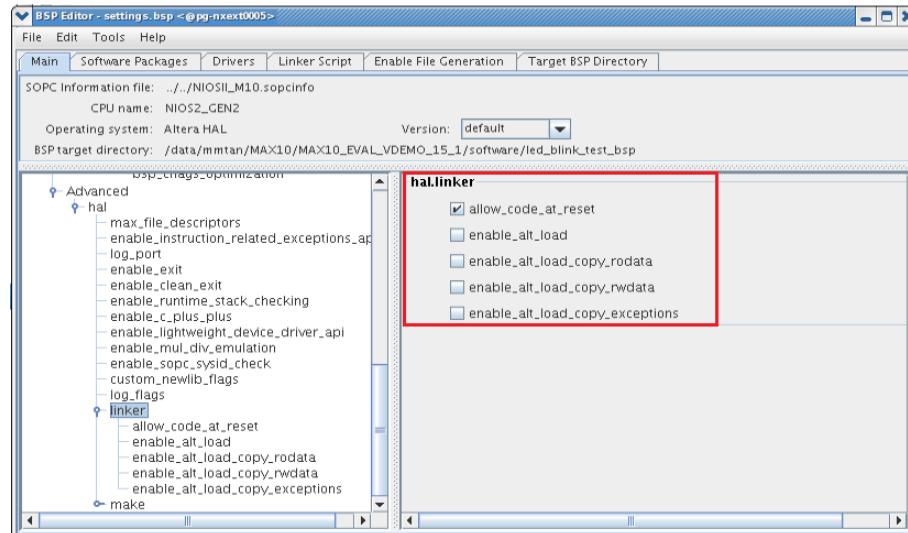 BSP Editor - settings.bsp <@pg-nxext0005>
File Edit Tools Help
Main Software Packages Drivers Linker Script Enable File Generation Target BSP Directory
SOPC Information file: ../../NIOSII_M10.sopcinfo
CPU name: NIOS2_GEN2
Operating system: Altera HAL Version: default
BSP target directory: /data/mmtan/MAX10/MAX10_EVAL_VDEMO_15_1/software/led_blink_test_bsp
bsp_cflags_optimization
Advanced
hal
max_file_descriptors
enable_instruction_related_exceptions_ap
log_port
enable_exit
enable_clean_exit
enable_runtime_stack_checking
enable_c_plus_plus
enable_lightweight_device_driver_api
enable_mul_div_emulation
enable_sopc_sysid_check
custom_newlib_flags
log_flags
linker
allow_code_at_reset
enable_alt_load
enable_alt_load_copy_rodata
enable_alt_load_copy_rwdata
enable_alt_load_copy_exceptions
make
hal.linker
allow_code_at_reset
enable_alt_load
enable_alt_load_copy_rodata
enable_alt_load_copy_rwdata
enable_alt_load_copy_exceptions